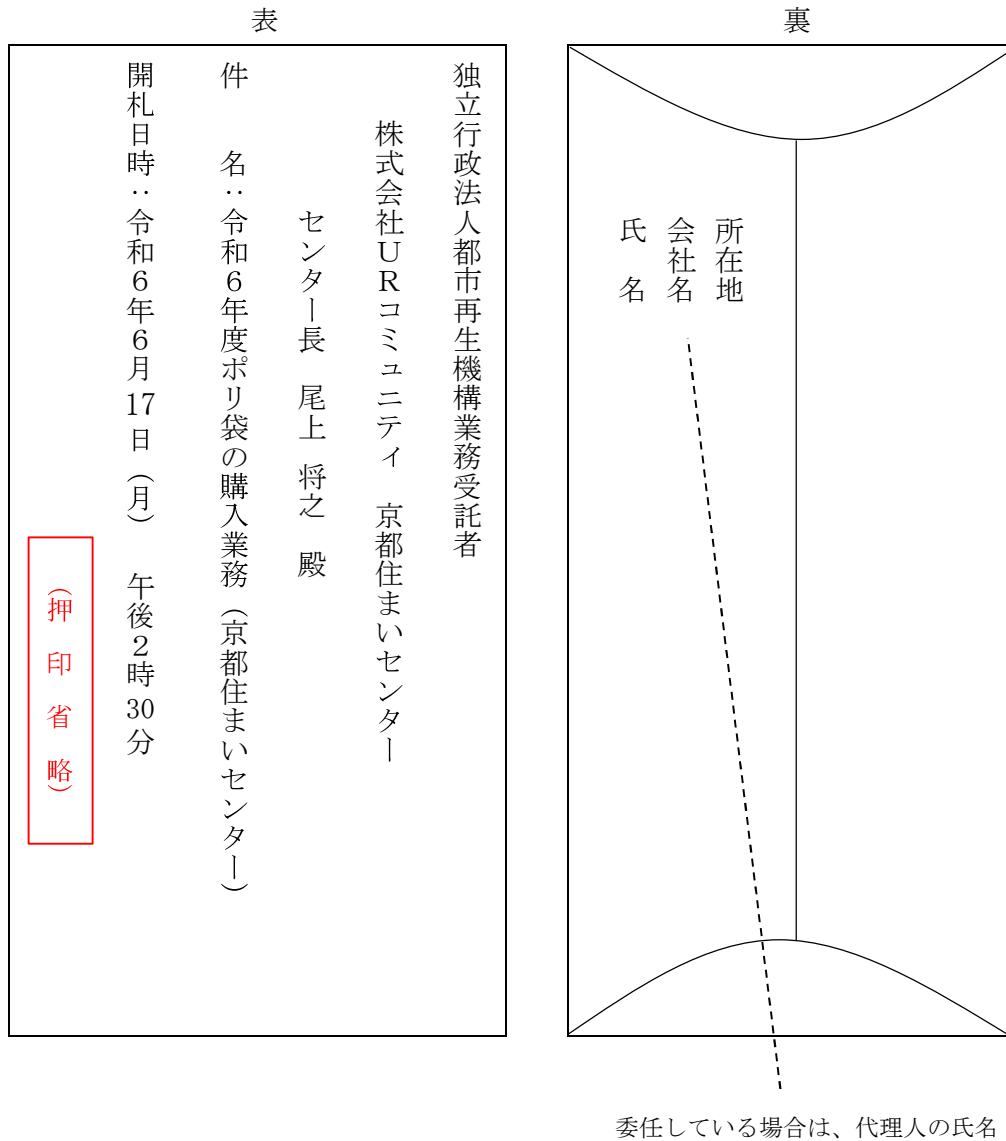 表
独立行政法人都市再生機構業務受託者
株式会社ＵＲコミュニティ　京都住まいセンター
センター長　尾上　将之　殿
件　　名：令和６年度ポリ袋の購入業務（京都住まいセンター）
開札日時：令和６年６月17日（月）　午後２時30分
（押印省略）
裏
所在地
会社名
氏　名
委任している場合は、代理人の氏名